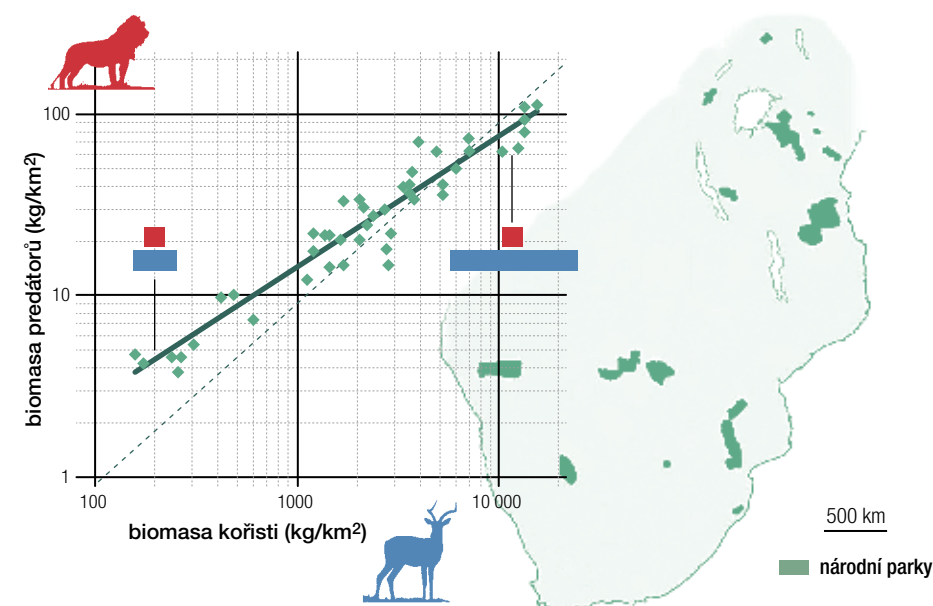 100
10
1
biomasa predátorů (kg/km²)
100 1000 10 000
biomasa kořisti (kg/km²)
500 km
národní parky